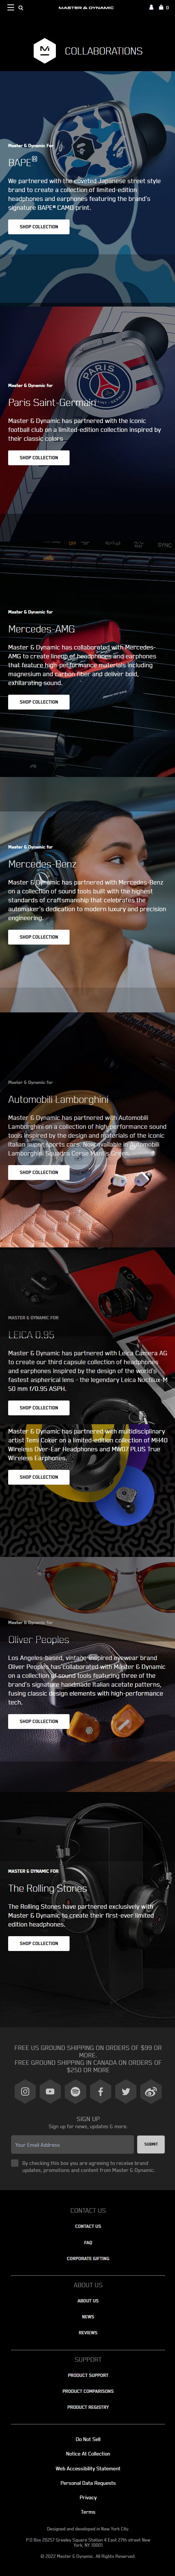 MASTER & DYNAMIC
0
COLLABORATIONS
Master & Dynamic For
BAPE®
We partnered with the coveted Japanese street style
brand to create a collection of limited-edition
headphones and earphones featuring the brand's
signature BAPE® CAMO print.
SHOP COLLECTION
Master & Dynamic for
Paris Saint-Germain
Master & Dynamic has partnered with the iconic
football club on a limited-edition collection inspired by
their classic colors
SHOP COLLECTION
Master & Dynamic for
Mercedes-AMG
Master & Dynamic has collaborated with Mercedes-
AMG to create line of headphones and earphones
that feature high-performance materials including
magnesium and carbon fiber and deliver bold,
exhilarating sound.
SHOP COLLECTION
Master & Dynamic for
Mercedes-Benz
Master & Dynamic has partnered with Mercedes-Benz
on a collection of sound tools built with the highest
standards of craftsmanship that celebrates the
automaker's dedication to modern luxury and precision
engineering.
SHOP COLLECTION
Master & Dynamic for
Automobili Lamborghini
Master & Dynamic has partnered with Automobili
Lamborghini on a collection of high-performance sound
tools inspired by the design and materials of the iconic
Italian super sports cars. Now available in Automobili
Lamborghini Squadra Corse Mantis Green.
SHOP COLLECTION
MASTER & DYNAMIC FOR
LEICA 0.95
Master & Dynamic has partnered with Leica Camera AG
to create our third capsule collection of headphones
and earphones inspired by the design of the world's
fastest aspherical lens - the legendary Leica Noctilux-M
50 mm f/0.95 ASPH.
SHOP COLLECTION
Master & Dynamic has partnered with multidisciplinary
artist Temi Coker on a limited-edition collection of MH40
Wireless Over-Ear Headphones and MW07 PLUS True
Wireless Earphones.
SHOP COLLECTION
Master & Dynamic for
Oliver Peoples
Los Angeles-based, vintage-inspired eyewear brand
Oliver Peoples has collaborated with Master & Dynamic
on a collection of sound tools featuring three of the
brand's signature handmade Italian acetate patterns,
fusing classic design elements with high-performance
tech.
SHOP COLLECTION
MASTER & DYNAMIC FOR
The Rolling Stones
The Rolling Stones have partnered exclusively with
Master & Dynamic to create their first-ever limited
edition headphones.
SHOP COLLECTION
FREE US GROUND SHIPPING ON ORDERS OF $99 OR
MORE.
FREE GROUND SHIPPING IN CANADA ON ORDERS OF
$250 OR MORE
SIGN UP
Sign up for news, updates & more.
Your Email Address
SUBMIT
By checking this box you are agreeing to receive brand
updates, promotions and content from Master & Dynamic.
CONTACT US
CONTACT US
FAQ
CORPORATE GIFTING
ABOUT US
ABOUT US
NEWS
REVIEWS
SUPPORT
PRODUCT SUPPORT
PRODUCT COMPARISONS
PRODUCT REGISTRY
Do Not Sell
Notice At Collection
Web Accessibility Statement
Personal Data Requests
Privacy
Terms
Designed and developed in New York City.
P.O Box 20257 Greeley Square Station 4 East 27th street New
York, NY 10001
© 2022 Master & Dynamic. All Rights Reserved.